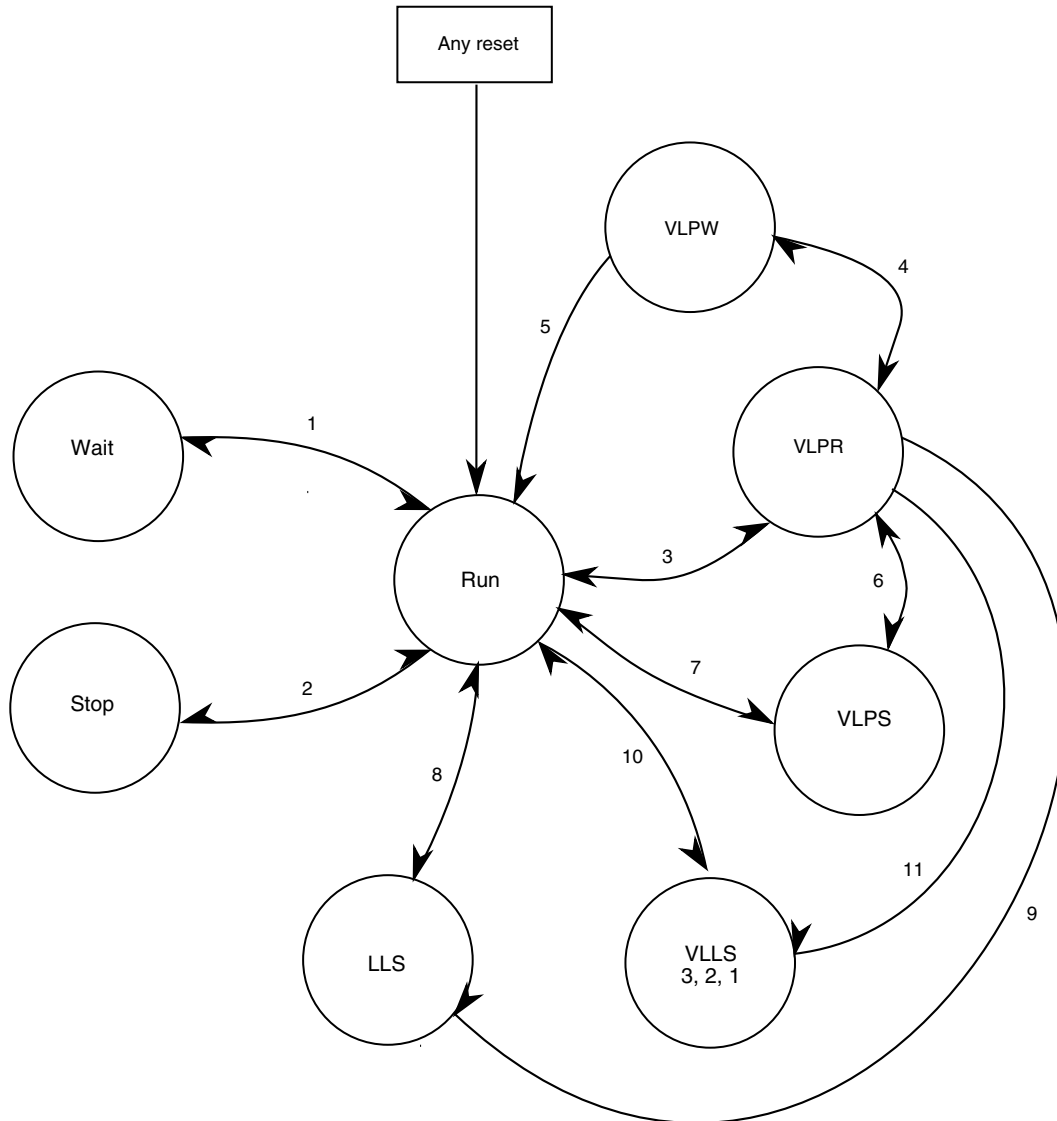 Any reset
VLPW
4
5
Wait
1
VLPR
3
Run
6
Stop
2
7
VLPS
10
8
11
9
LLS
VLLS
3, 2, 1